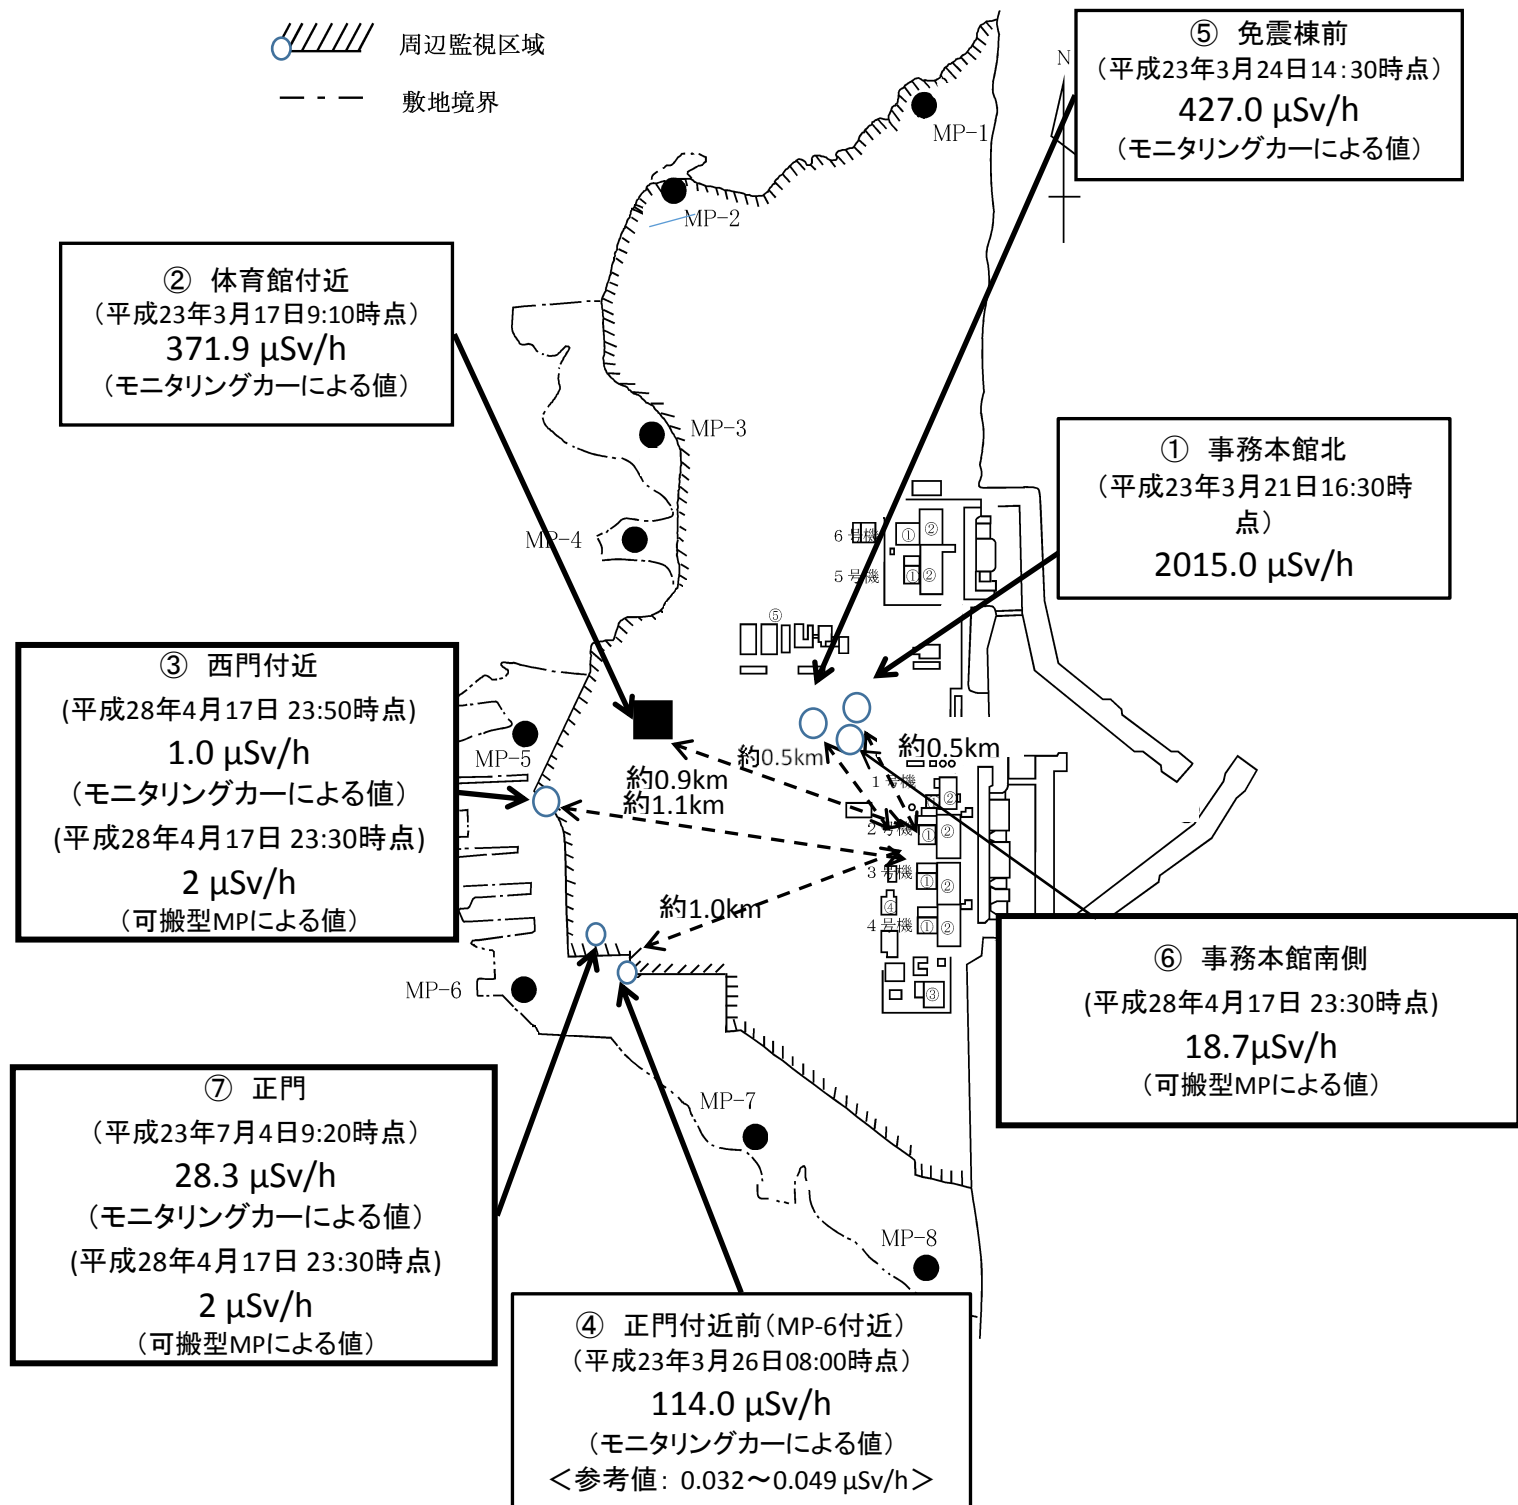 周辺監視区域
敷地境界
N
⑤ 免震棟前
（平成23年3月24日14:30時点）
427.0 μSv/h
（モニタリングカーによる値）
MP-1
MP-2
② 体育館付近
（平成23年3月17日9:10時点）
371.9 μSv/h
（モニタリングカーによる値）
MP-3
① 事務本館北
（平成23年3月21日16:30時
点）
2015.0 μSv/h
MP-4
6号機
① ②
5号機
① ②
⑤
③ 西門付近
(平成28年4月17日 23:50時点)
1.0 μSv/h
（モニタリングカーによる値）
(平成28年4月17日 23:30時点)
2 μSv/h
（可搬型MPによる値）
MP-5
約0.5km
約0.5km
約0.9km
約1.1km
1号機
① ②
2号機
① ②
3号機
① ②
④
約1.0km
4号機
① ②
③
MP-6
⑥ 事務本館南側
(平成28年4月17日 23:30時点)
18.7μSv/h
（可搬型MPによる値）
⑦ 正門
（平成23年7月4日9:20時点）
28.3 μSv/h
（モニタリングカーによる値）
(平成28年4月17日 23:30時点)
2 μSv/h
（可搬型MPによる値）
MP-7
MP-8
④ 正門付近前（MP-6付近）
（平成23年3月26日08:00時点）
114.0 μSv/h
（モニタリングカーによる値）
＜参考値: 0.032～0.049 μSv/h＞